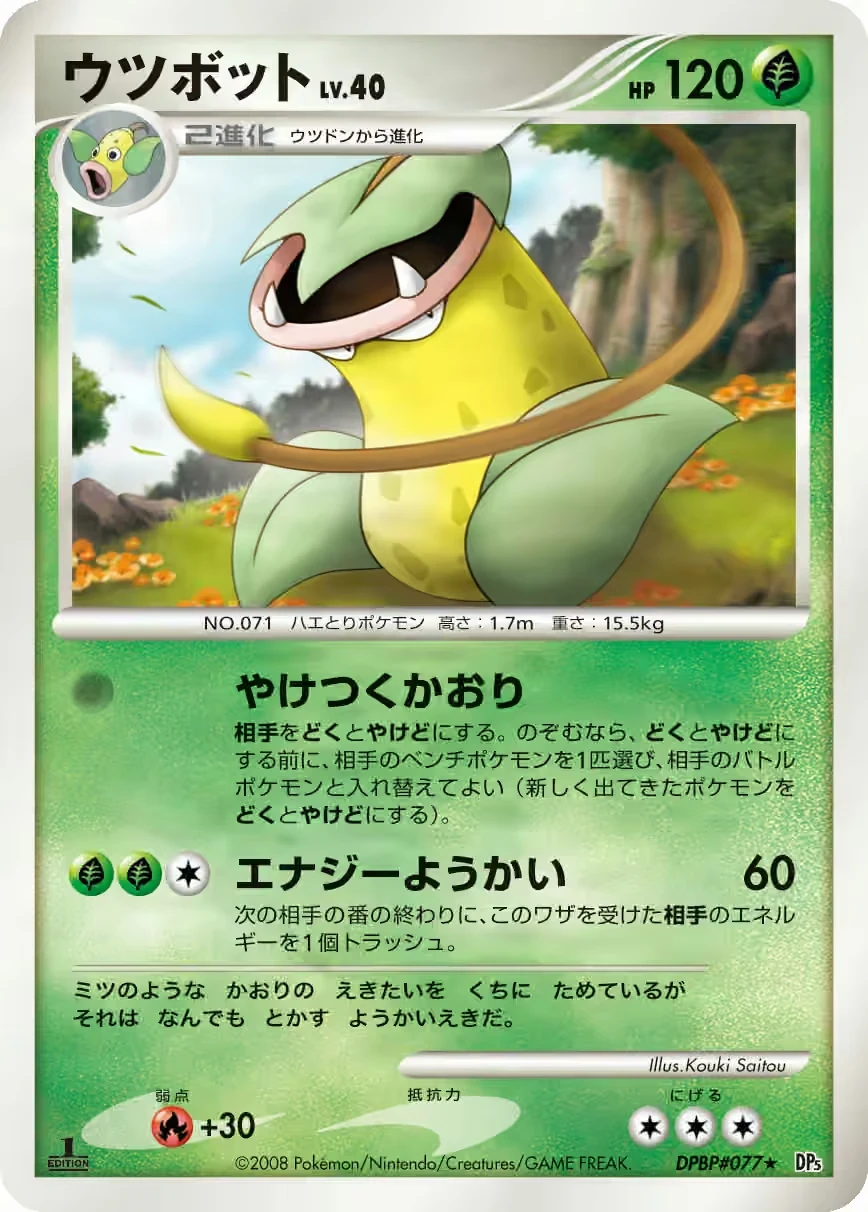 ウツボット LV.40 HP 120
2進化 ウツドンから進化
NO.071 ハエとりポケモン 高さ：1.7m 重さ：15.5kg
やけつくかおり
相手をどくとやけどにする。のぞむなら、どくとやけどに
する前に、相手のベンチポケモンを1匹選び、相手のバトル
ポケモンと入れ替えてよい（新しく出てきたポケモンを
どくとやけどにする）。
エナジーようかい 60
次の相手の番の終わりに、このワザを受けた相手のエネル
ギーを1個トラッシュ。
ミツのような かおりの えきたいを くちに ためているが
それは なんでも とかす ようかいえきだ。
Illus.Kouki Saitou
弱点 抵抗力 にげる
+30
1 EDITION
©2008 Pokémon/Nintendo/Creatures/GAME FREAK. DPBP#077★ DP5